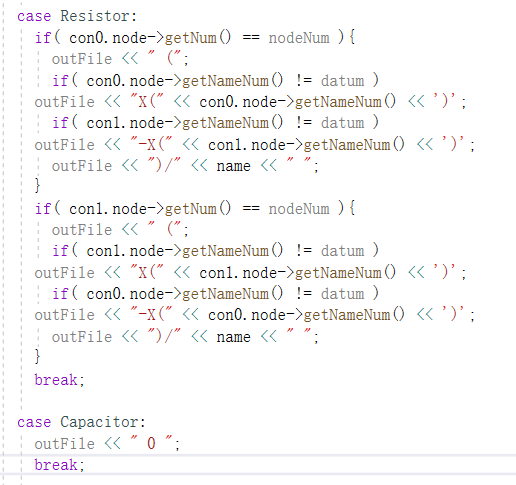 case Resistor:
if( con0.node->getNum() == nodeNum ){
outFile << " (";
if( con0.node->getNameNum() != datum )
outFile << "X(" << con0.node->getNameNum() << ')';
if( con1.node->getNameNum() != datum )
outFile << "-X(" << con1.node->getNameNum() << ')';
outFile << ")/" << name << " ";
}
if( con1.node->getNum() == nodeNum ){
outFile << " (";
if( con1.node->getNameNum() != datum )
outFile << "X(" << con1.node->getNameNum() << ')';
if( con0.node->getNameNum() != datum )
outFile << "-X(" << con0.node->getNameNum() << ')';
outFile << ")/" << name << " ";
}
break;
case Capacitor:
outFile << " 0 ";
break;